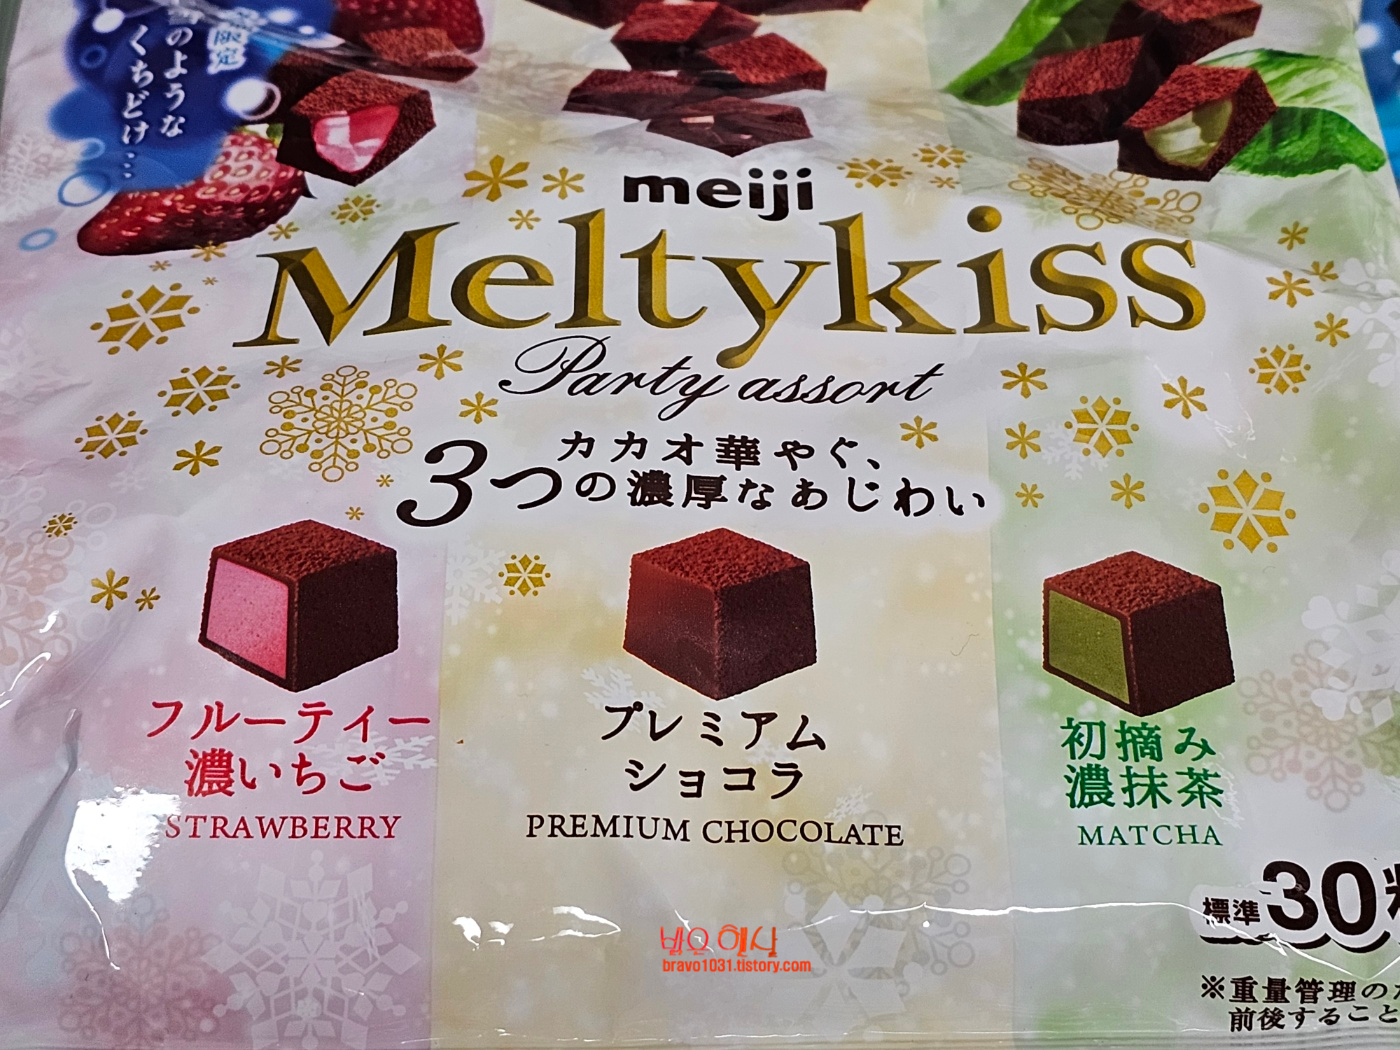 限定
雪のような
くちどけ…
meiji
Meltykiss
Party assort
カカオ華やぐ、
3つの濃厚なあじわい
フルーティー
濃いちご
STRAWBERRY
プレミアム
ショコラ
PREMIUM CHOCOLATE
初摘み
濃抹茶
MATCHA
標準30粒
※重量管理の
前後すること
bravo1031.tistory.com